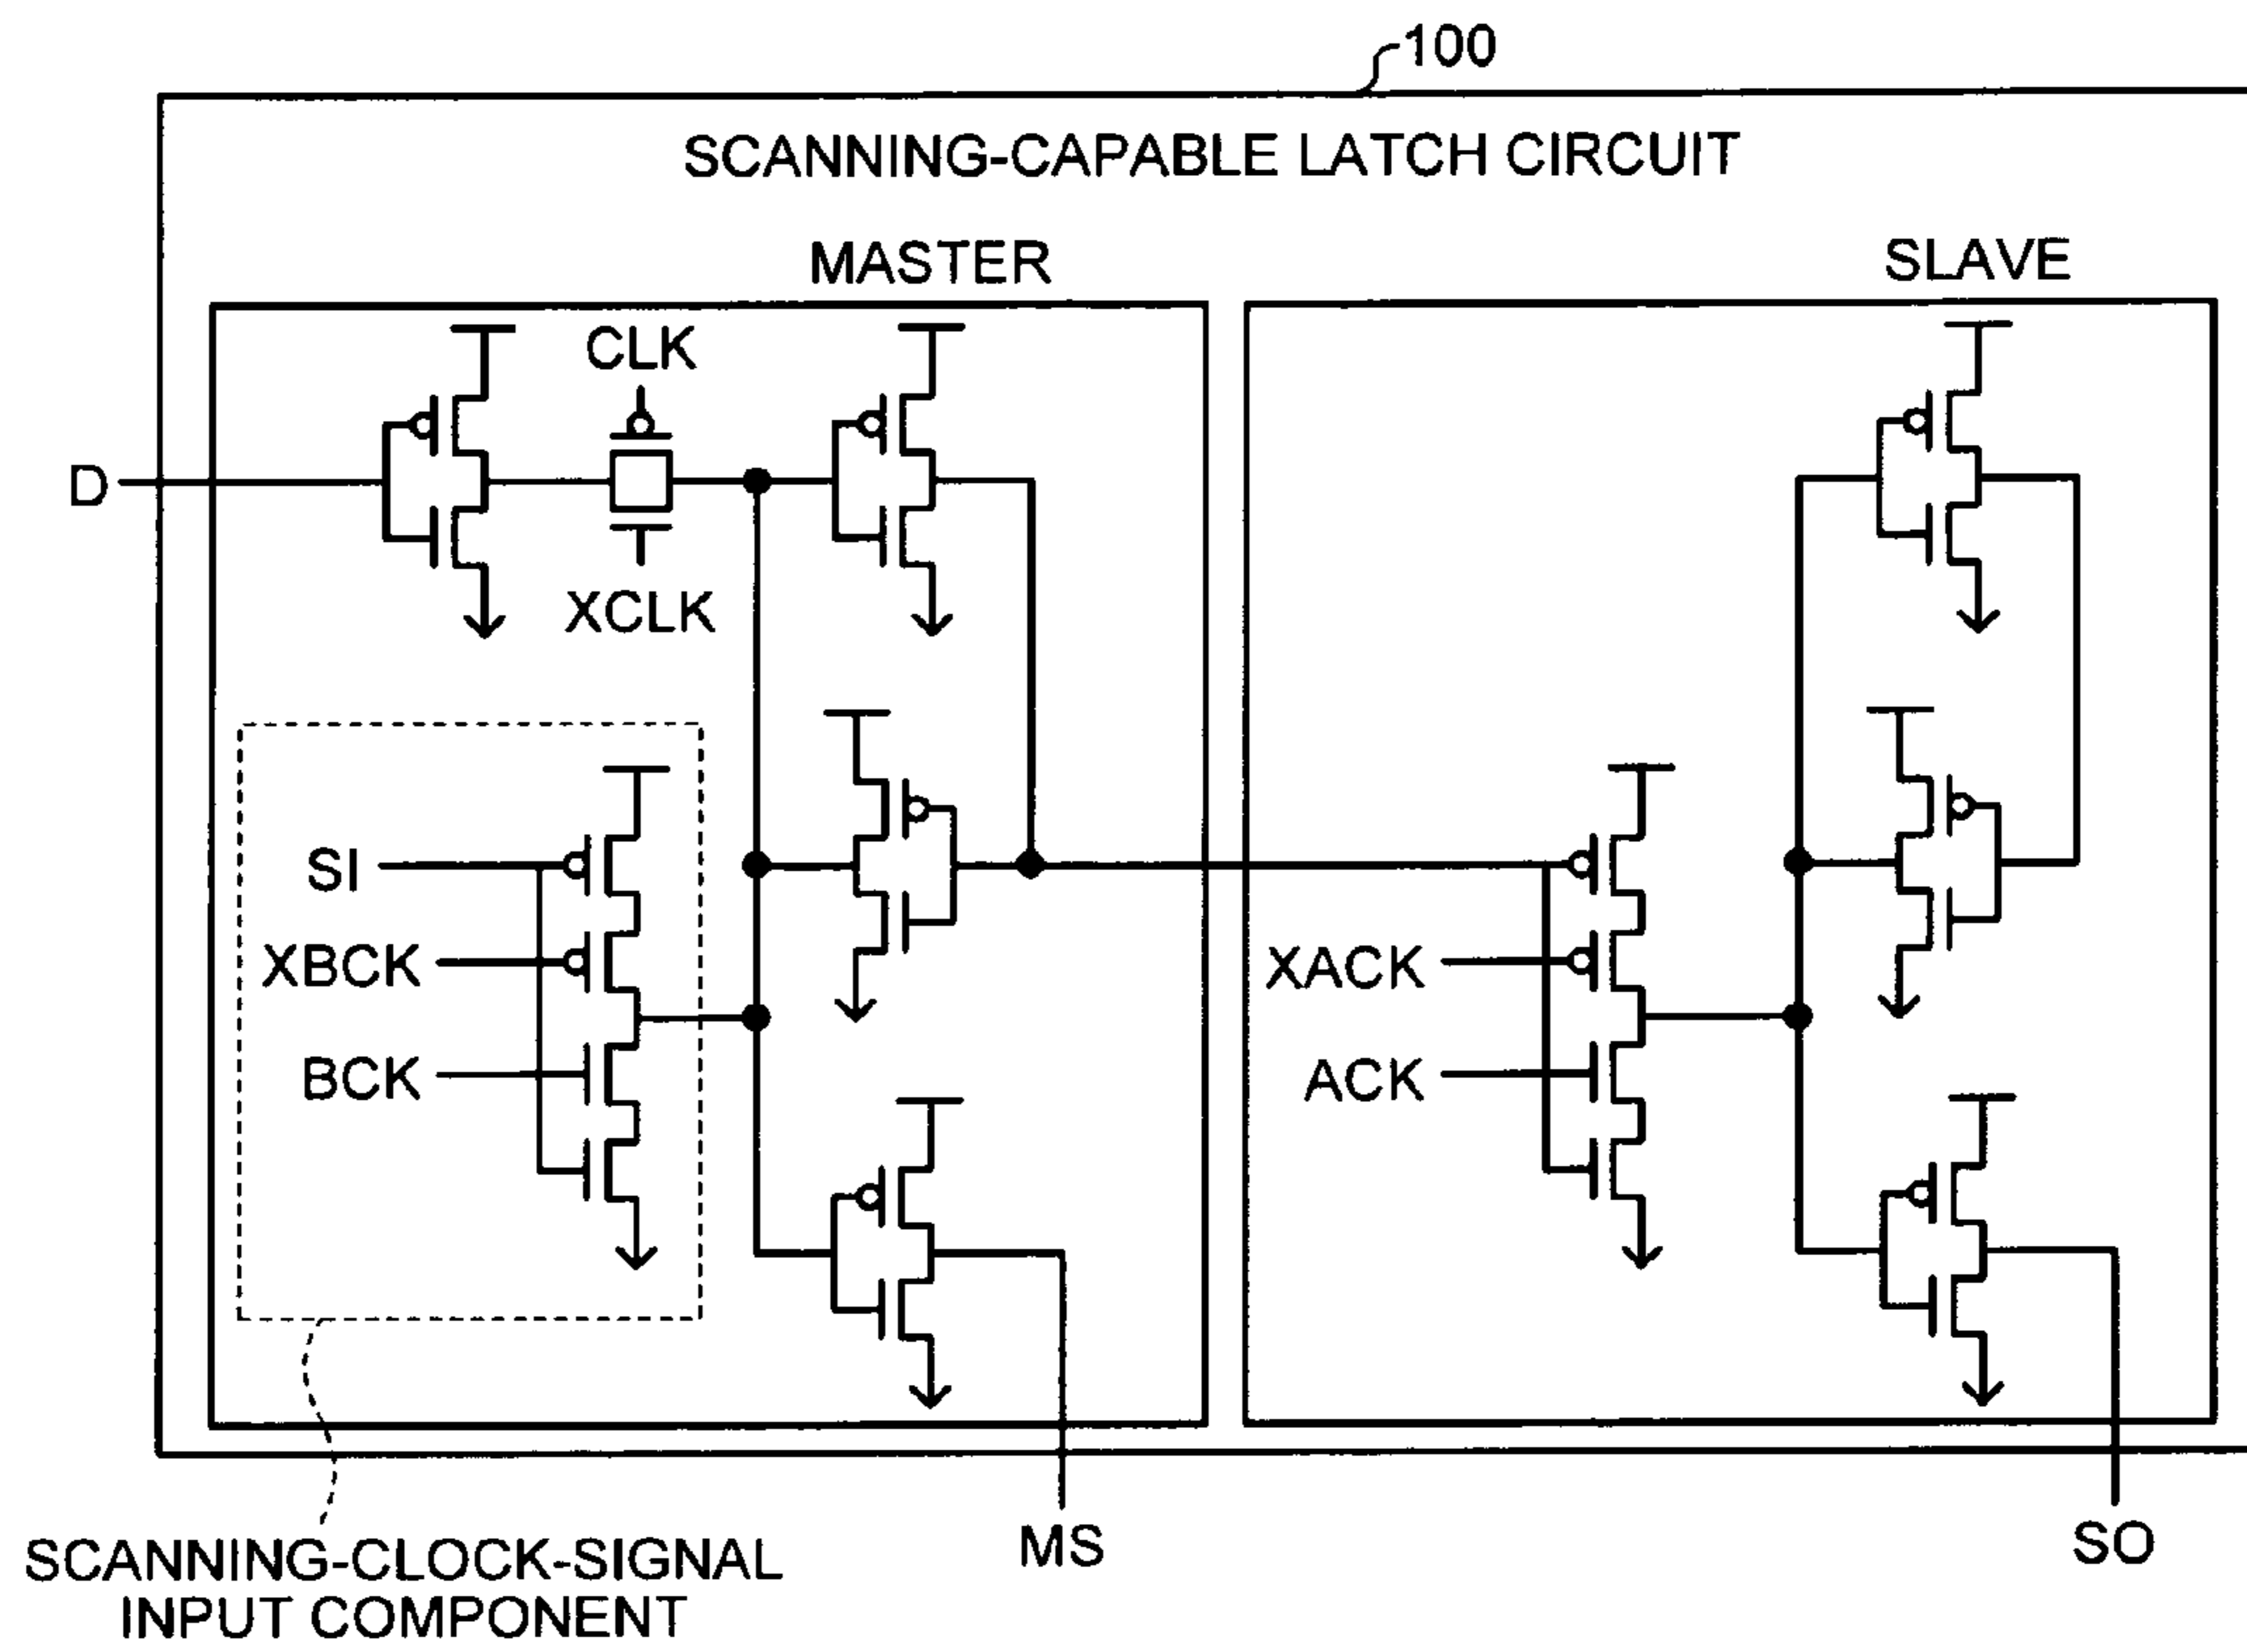 100
SCANNING-CAPABLE LATCH CIRCUIT
MASTER
SLAVE
CLK
D
XCLK
SI
XBCK
BCK
XACK
ACK
MS
SO
SCANNING-CLOCK-SIGNAL
INPUT COMPONENT